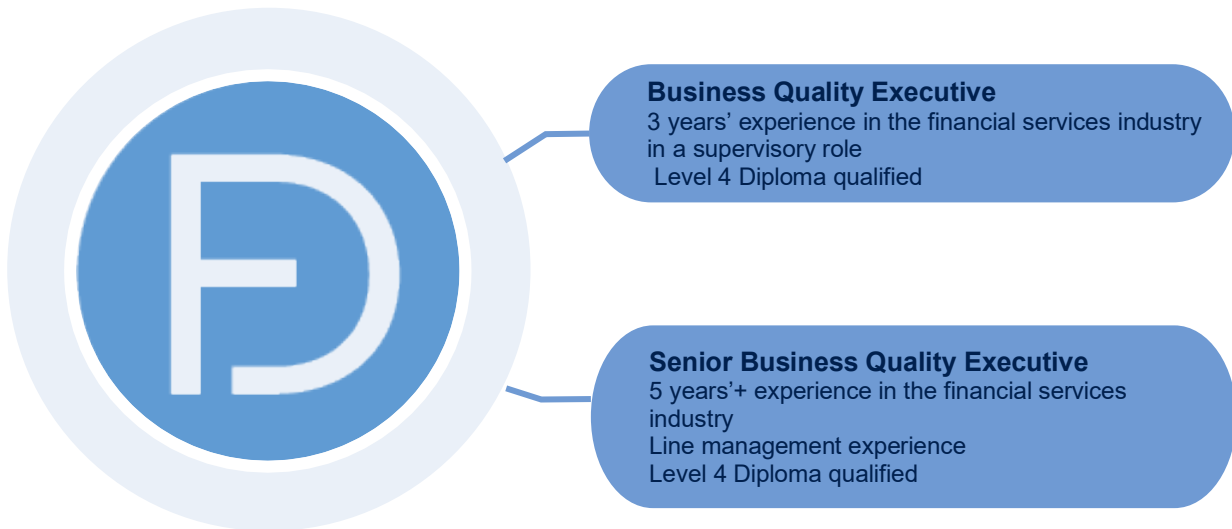 Business Quality Executive
3 years’ experience in the financial services industry
in a supervisory role
Level 4 Diploma qualified
Senior Business Quality Executive
5 years’+ experience in the financial services
industry
Line management experience
Level 4 Diploma qualified